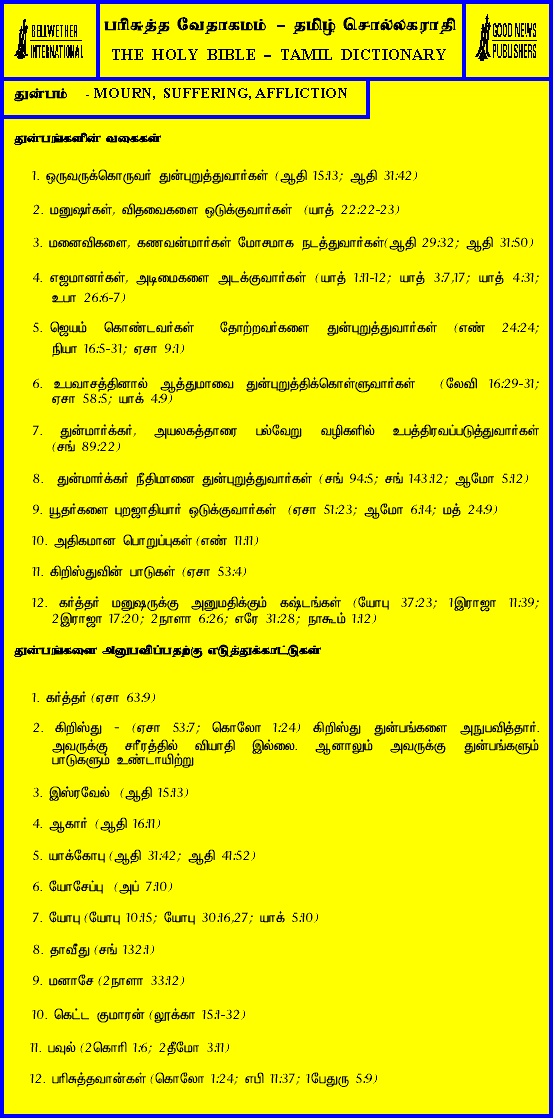 BELLWETHER
INTERNATIONAL
பரிசுத்த வேதாகமம் – தமிழ் சொல்லகராதி
THE HOLY BIBLE – TAMIL DICTIONARY
GOOD NEWS
PUBLISHERS
துன்பம் - MOURN, SUFFERING, AFFLICTION
துன்பங்களின் வகைகள்
1. ஒருவருக்கொருவர் துன்புறுத்துவார்கள் (ஆதி 15:13; ஆதி 31:42)
2. மனுஷர்கள், விதவைகளை ஒடுக்குவார்கள் (யாத் 22:22-23)
3. மனைவிகளை, கணவன்மார்கள் மோசமாக நடத்துவார்கள்(ஆதி 29:32; ஆதி 31:50)
4. எஜமானர்கள், அடிமைகளை அடக்குவார்கள் (யாத் 1:11-12; யாத் 3:7,17; யாத் 4:31;
உபா 26:6-7)
5. ஜெயம் கொண்டவர்கள் தோற்றவர்களை துன்புறுத்துவார்கள் (எண் 24:24;
நியா 16:5-31; ஏசா 9:1)
6. உபவாசத்தினால் ஆத்துமாவை துன்புறுத்திக்கொள்ளுவார்கள் (லேவி 16:29-31;
ஏசா 58:5; யாக் 4:9)
7. துன்மார்க்கர், அயலகத்தாரை பல்வேறு வழிகளில் உபத்திரவப்படுத்துவார்கள்
(சங் 89:22)
8. துன்மார்க்கர் நீதிமானை துன்புறுத்துவார்கள் (சங் 94:5; சங் 143:12; ஆமோ 5:12)
9. யூதர்களை புறஜாதியார் ஒடுக்குவார்கள் (ஏசா 51:23; ஆமோ 6:14; மத் 24:9)
10. அதிகமான பொறுப்புகள் (எண் 11:11)
11. கிறிஸ்துவின் பாடுகள் (ஏசா 53:4)
12. கர்த்தர் மனுஷருக்கு அனுமதிக்கும் கஷ்டங்கள் (யோபு 37:23; 1இராஜா 11:39;
2இராஜா 17:20; 2நாளா 6:26; எரே 31:28; நாகூம் 1:12)
துன்பங்களை அனுபவிப்பதற்கு எடுத்துக்காட்டுகள்
1. கர்த்தர் (ஏசா 63:9)
2. கிறிஸ்து - (ஏசா 53:7; கொலோ 1:24) கிறிஸ்து துன்பங்களை அநுபவித்தார்.
அவருக்கு சரீரத்தில் வியாதி இல்லை. ஆனாலும் அவருக்கு துன்பங்களும்
பாடுகளும் உண்டாயிற்று
3. இஸ்ரவேல் (ஆதி 15:13)
4. ஆகார் (ஆதி 16:11)
5. யாக்கோபு (ஆதி 31:42; ஆதி 41:52)
6. யோசேப்பு (அப் 7:10)
7. யோபு (யோபு 10:15; யோபு 30:16,27; யாக் 5:10)
8. தாவீது (சங் 132:1)
9. மனாசே (2நாளா 33:12)
10. கெட்ட குமாரன் (லூக்கா 15:1-32)
11. பவுல் (2கொரி 1:6; 2தீமோ 3:11)
12. பரிசுத்தவான்கள் (கொலோ 1:24; எபி 11:37; 1பேதுரு 5:9)